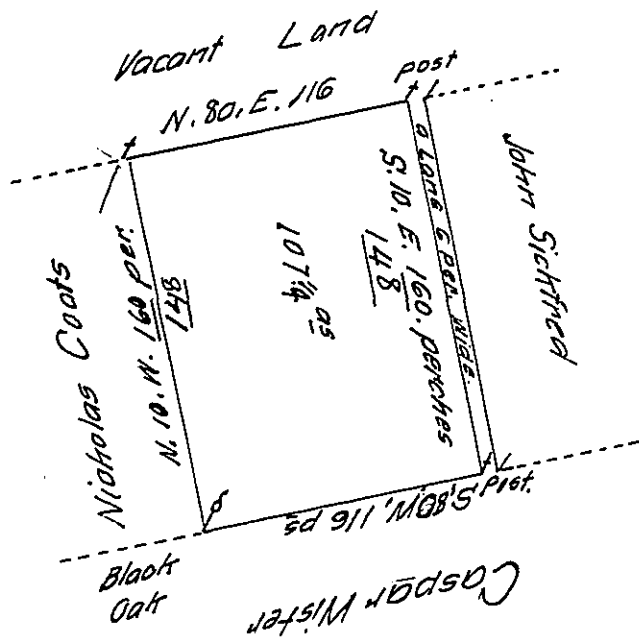 Vacant Land
N. 80. E. 116
post
John Sichfred
a Lane 6 per. wide.
S. 10. E. 160. perches
148
107¼ as
N. 10. W. 160 per.
148
Nicholas Coats
Black
Oak
S. 80 W. 116 ps
Post.
Caspar Wister